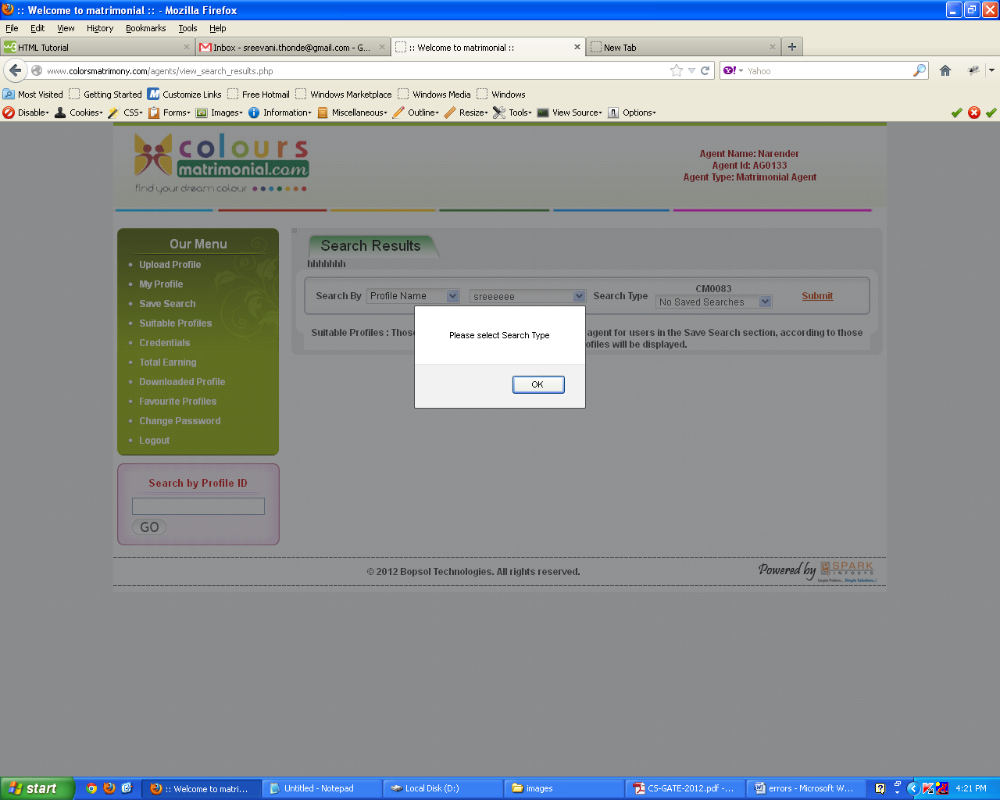 :: Welcome to matrimonial :: - Mozilla Firefox
File Edit View History Bookmarks Tools Help
HTML Tutorial
Inbox - sreevani.thonde@gmail.com - G...
:: Welcome to matrimonial ::
New Tab
www.colorsmatrimony.com/agents/view_search_results.php
Yahoo
Most Visited Getting Started Customize Links Free Hotmail Windows Marketplace Windows Media Windows
Disable Cookies CSS Forms Images Information Miscellaneous Outline Resize Tools View Source Options
colours
matrimonial.com
find your dream colour
Agent Name: Narender
Agent Id: AG0133
Agent Type: Matrimonial Agent
Our Menu
Upload Profile
My Profile
Save Search
Suitable Profiles
Credentials
Total Earning
Downloaded Profile
Favourite Profiles
Change Password
Logout
Search by Profile ID
GO
Search Results
hhhhhhh
Search By Profile Name sreeeeee Search Type CM0083
No Saved Searches
Submit
Suitable Profiles : Those agent for users in the Save Search section, according to those
ofiles will be displayed.
Please select Search Type
OK
© 2012 Bopsol Technologies. All rights reserved.
Powered by SPARK
INFOSYS
start
:: Welcome to matri...
Untitled - Notepad
Local Disk (D:)
images
CS-GATE-2012.pdf -...
errors - Microsoft W...
4:21 PM